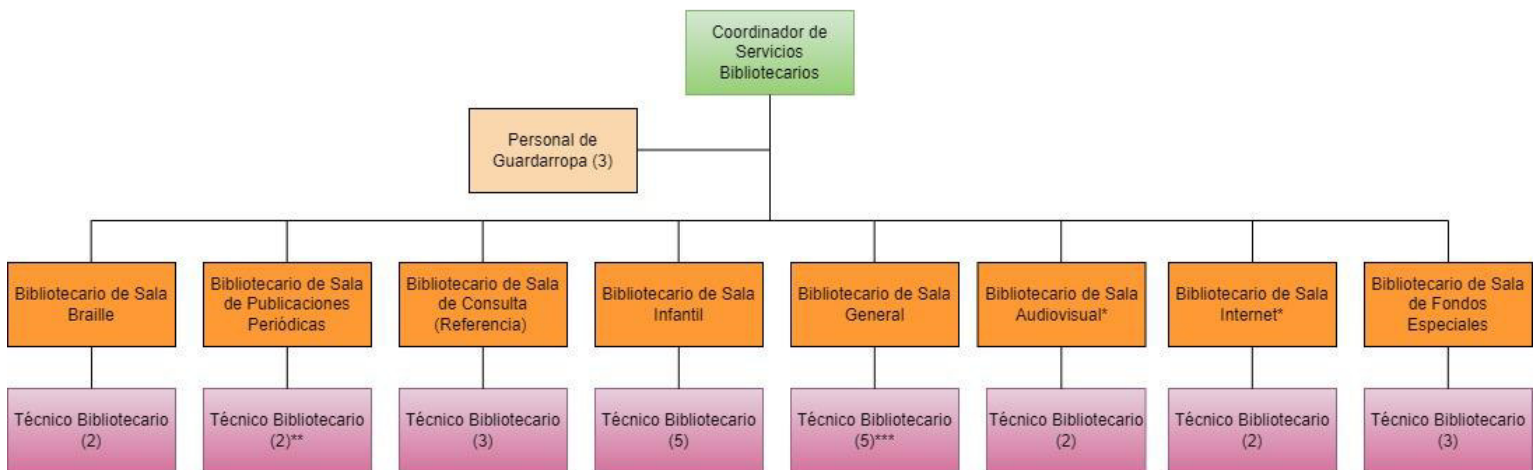 Coordinador de
Servicios
Bibliotecarios
Personal de
Guardarropa (3)
Bibliotecario de Sala
Braille
Bibliotecario de Sala
de Publicaciones
Periódicas
Bibliotecario de Sala
de Consulta
(Referencia)
Bibliotecario de Sala
Infantil
Bibliotecario de Sala
General
Bibliotecario de Sala
Audiovisual*
Bibliotecario de Sala
Internet*
Bibliotecario de Sala
de Fondos
Especiales
Técnico Bibliotecario
(2)
Técnico Bibliotecario
(2)**
Técnico Bibliotecario
(3)
Técnico Bibliotecario
(5)
Técnico Bibliotecario
(5)***
Técnico Bibliotecario
(2)
Técnico Bibliotecario
(2)
Técnico Bibliotecario
(3)